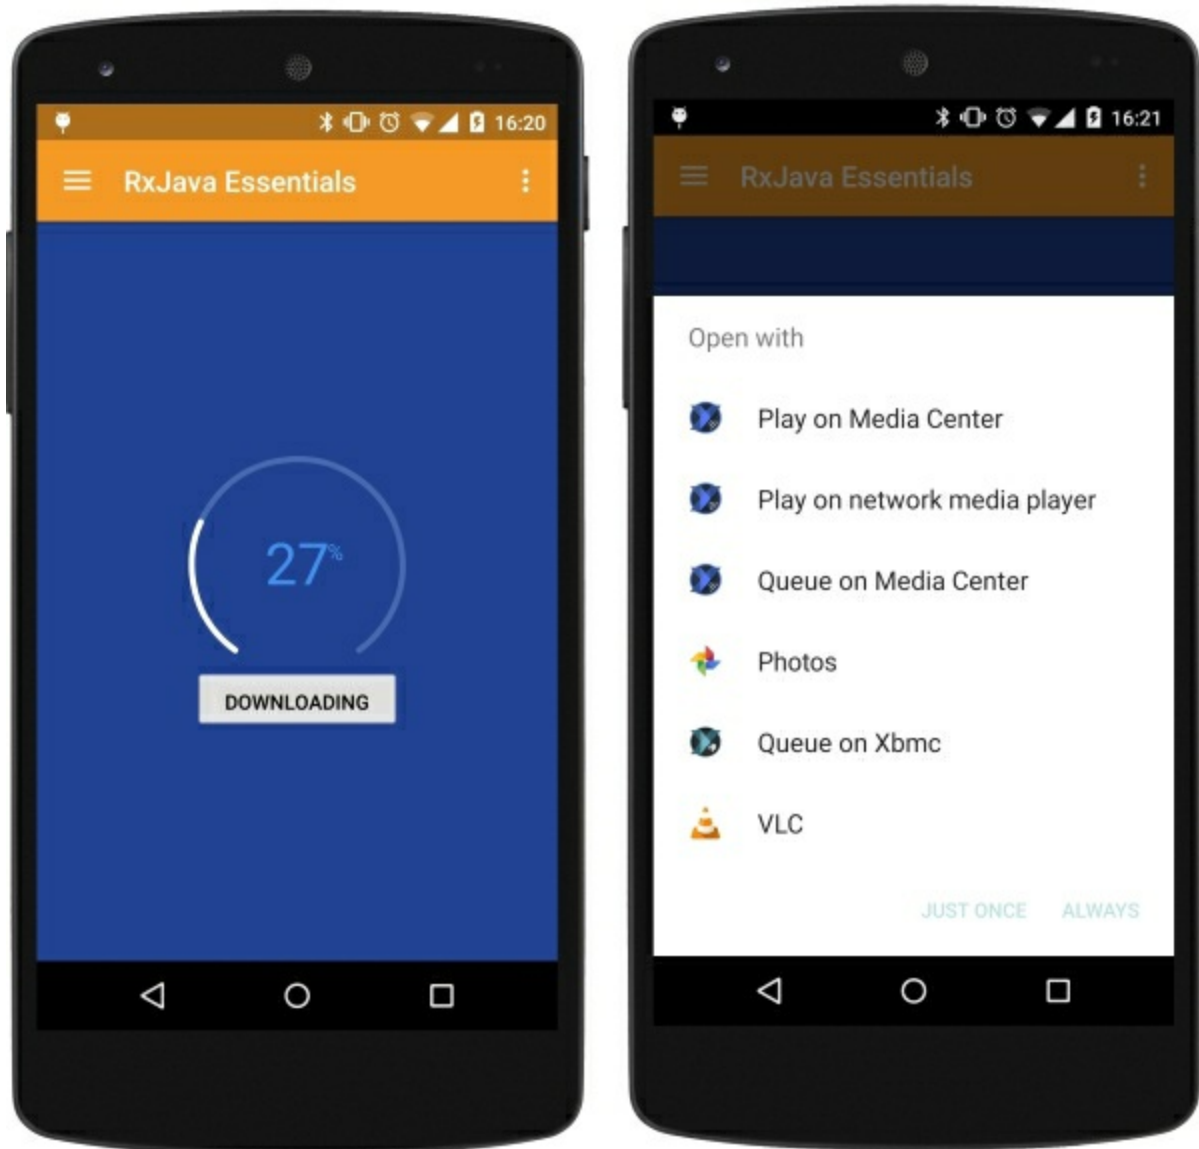 16:20
RxJava Essentials
27%
DOWNLOADING
16:21
RxJava Essentials
Open with
Play on Media Center
Play on network media player
Queue on Media Center
Photos
Queue on Xbmc
VLC
JUST ONCE ALWAYS